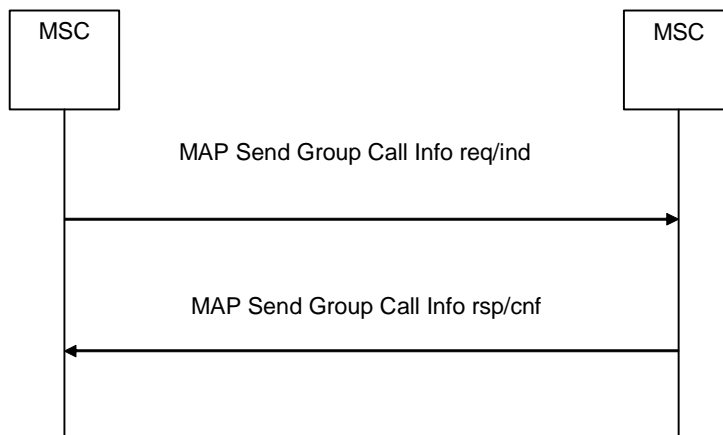 MSC
MSC
MAP Send Group Call Info req/ind
MAP Send Group Call Info rsp/cnf